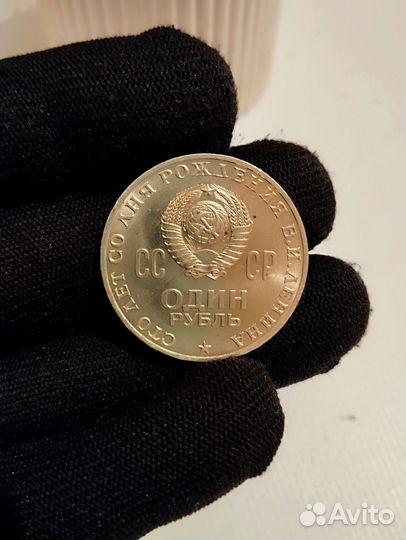 СТО ЛЕТ СО ДНЯ РОЖДЕНИЯ В.И.ЛЕНИНА
СС СР
ОДИН
РУБЛЬ
Avito